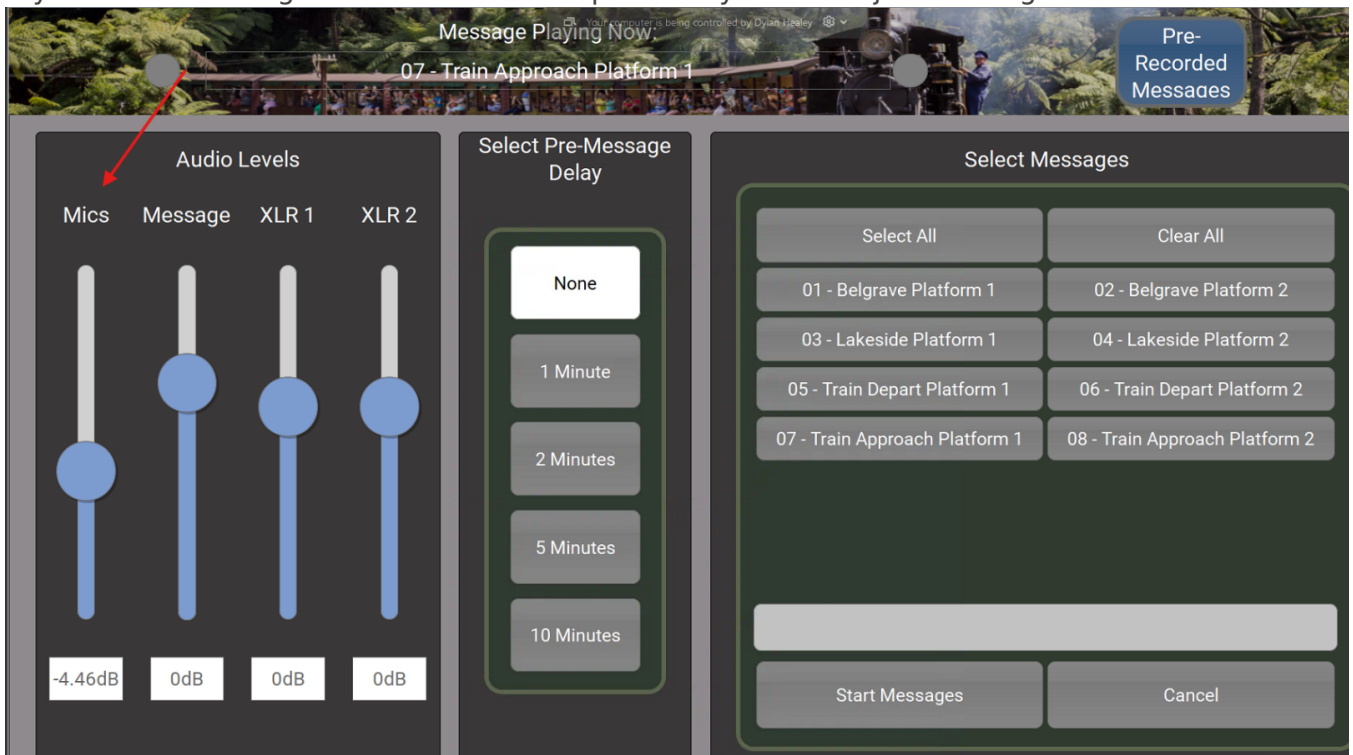 Your computer is being controlled by Dylan Healey
Message Playing Now:
07 - Train Approach Platform 1
Pre-
Recorded
Messages
Audio Levels
Mics Message XLR 1 XLR 2
-4.46dB 0dB 0dB 0dB
Select Pre-Message
Delay
None
1 Minute
2 Minutes
5 Minutes
10 Minutes
Select Messages
Select All Clear All
01 - Belgrave Platform 1 02 - Belgrave Platform 2
03 - Lakeside Platform 1 04 - Lakeside Platform 2
05 - Train Depart Platform 1 06 - Train Depart Platform 2
07 - Train Approach Platform 1 08 - Train Approach Platform 2
Start Messages Cancel